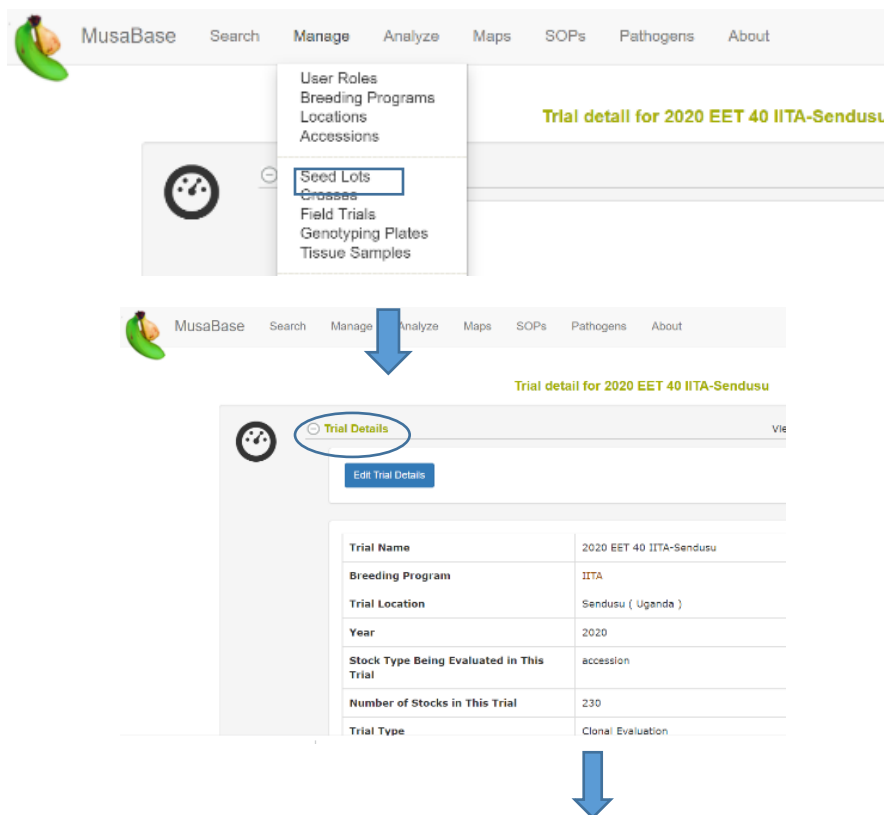 MusaBase Search Manage Analyze Maps SOPs Pathogens About
User Roles
Breeding Programs
Locations
Accessions
Trial detail for 2020 EET 40 IITA-Sendusu
Seed Lots
Crosses
Field Trials
Genotyping Plates
Tissue Samples
MusaBase Search Manage Analyze Maps SOPs Pathogens About
Trial detail for 2020 EET 40 IITA-Sendusu
Trial Details Vie
Edit Trial Details
Trial Name 2020 EET 40 IITA-Sendusu
Breeding Program IITA
Trial Location Sendusu ( Uganda )
Year 2020
Stock Type Being Evaluated in This accession
Trial
Number of Stocks in This Trial 230
Trial Type Clonal Evaluation